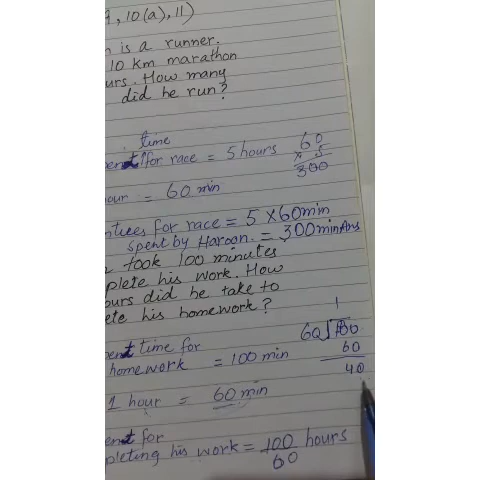 9, 10(a), 11)
is a runner.
10 km marathon
urs. How many
did he run?
time
for race = 5 hours
60
x 5
300
our = 60 min
for race = 5 x 60 min
spent by Haroon. = 300 min Ans
took 100 minutes
plete his work. How
ours did he take to
ete his homework?
time for
homework = 100 min
1
60 100
60
40
1 hour = 60 min
for
pleting his work = 100 hours
60